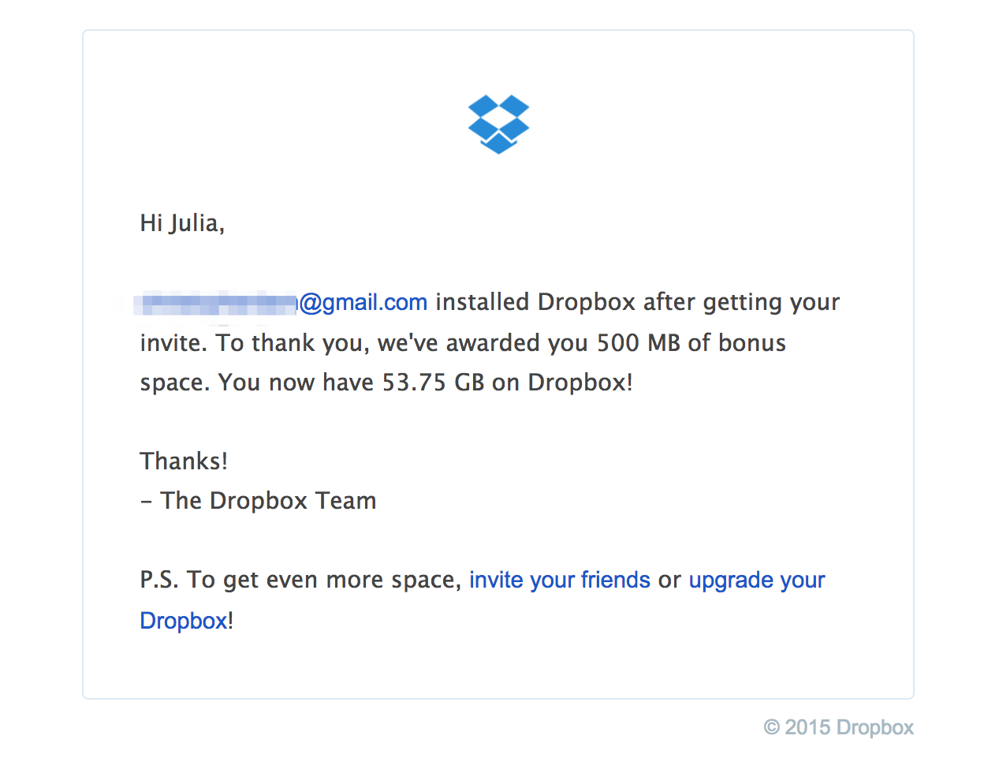 Hi Julia,
@gmail.com installed Dropbox after getting your
invite. To thank you, we've awarded you 500 MB of bonus
space. You now have 53.75 GB on Dropbox!
Thanks!
– The Dropbox Team
P.S. To get even more space, invite your friends or upgrade your
Dropbox!
© 2015 Dropbox